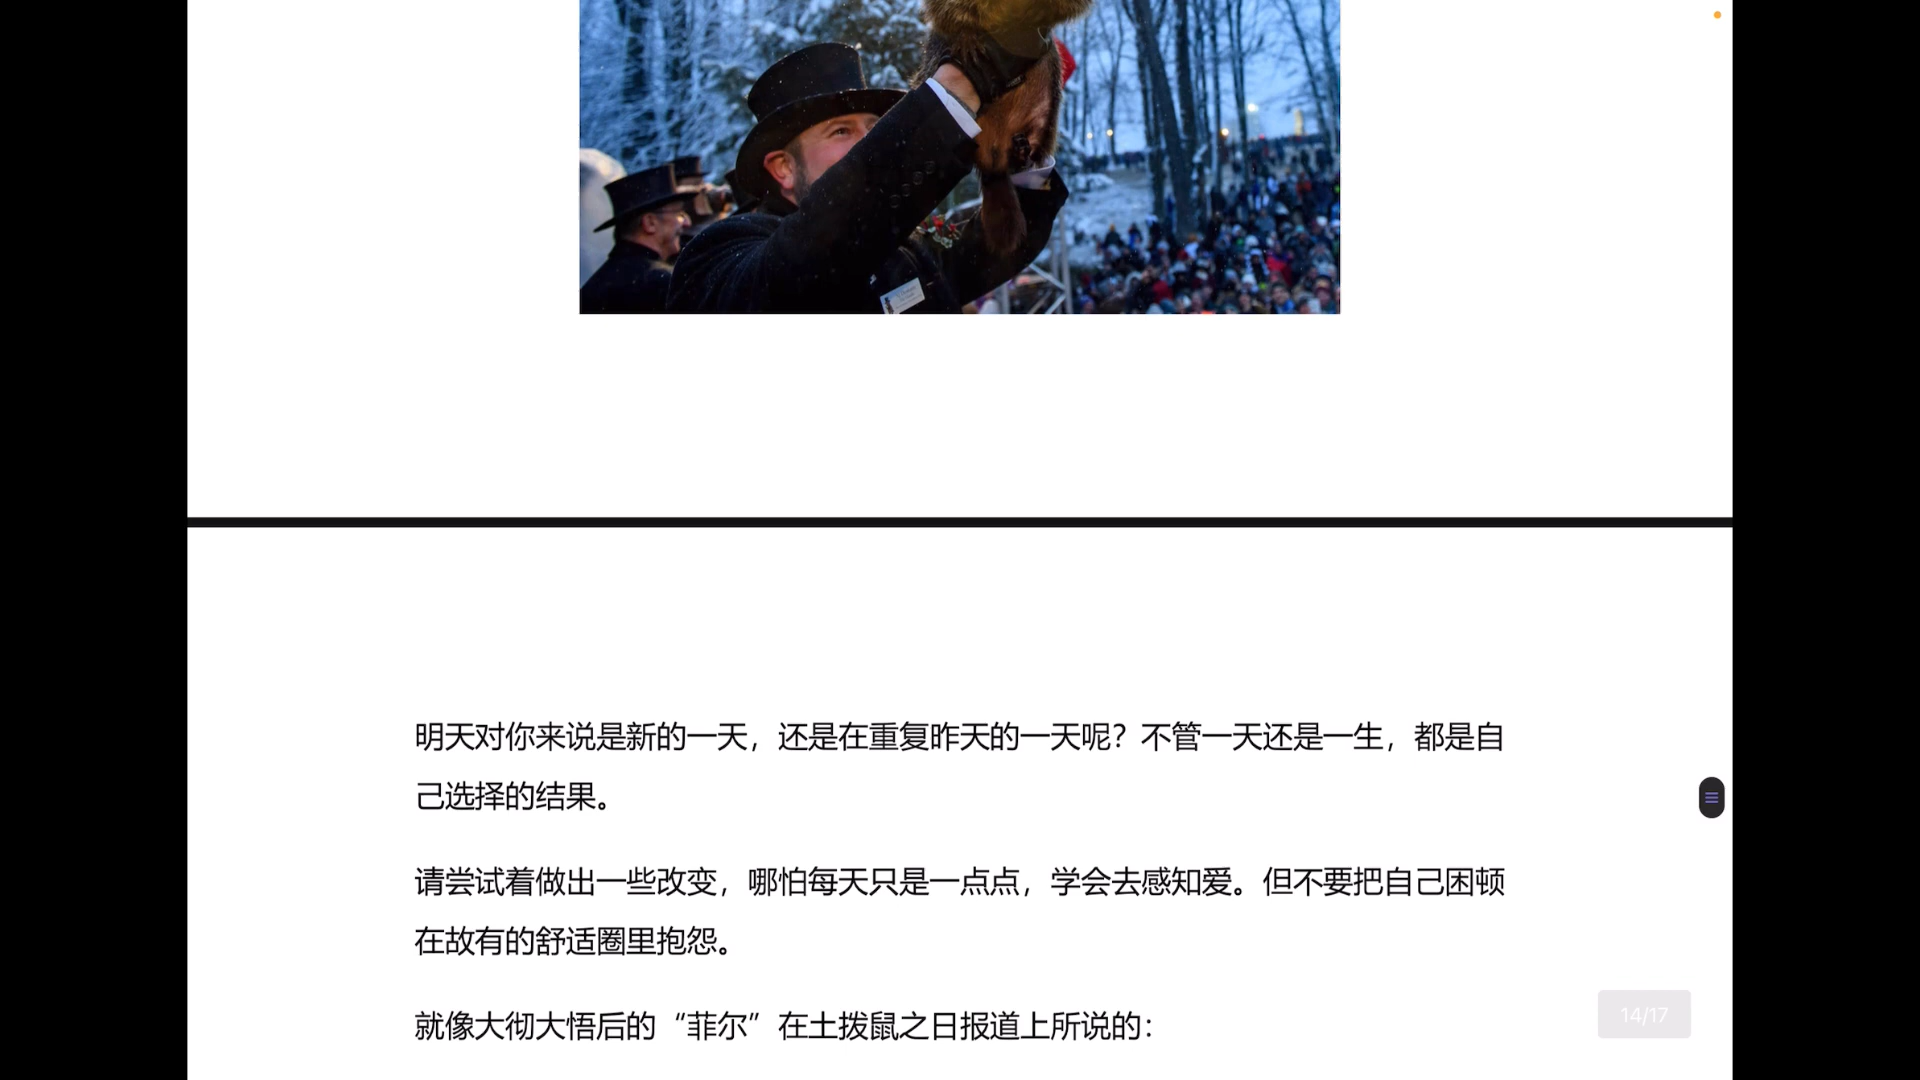 明天对你来说是新的一天，还是在重复昨天的一天呢？不管一天还是一生，都是自
己选择的结果。
请尝试着做出一些改变，哪怕每天只是一点点，学会去感知爱。但不要把自己困顿
在故有的舒适圈里抱怨。
就像大彻大悟后的“菲尔”在土拨鼠之日报道上所说的：
14/17